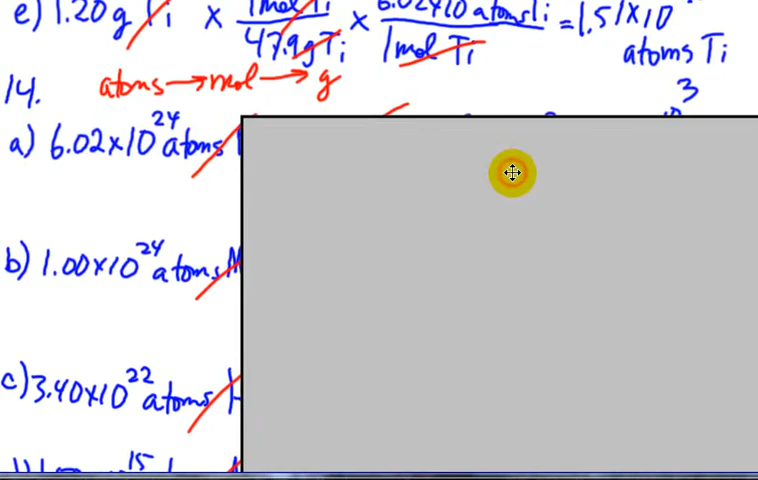 e) 1.20 g Ti × 1 mol Ti / 47.9 g Ti × 6.02×10 atoms Ti / 1 mol Ti = 1.51×10
atoms Ti
14. atoms → mol → g
3
a) 6.02×10^24 atoms
b) 1.00×10^24 atoms M
c) 3.40×10^22 atoms
15